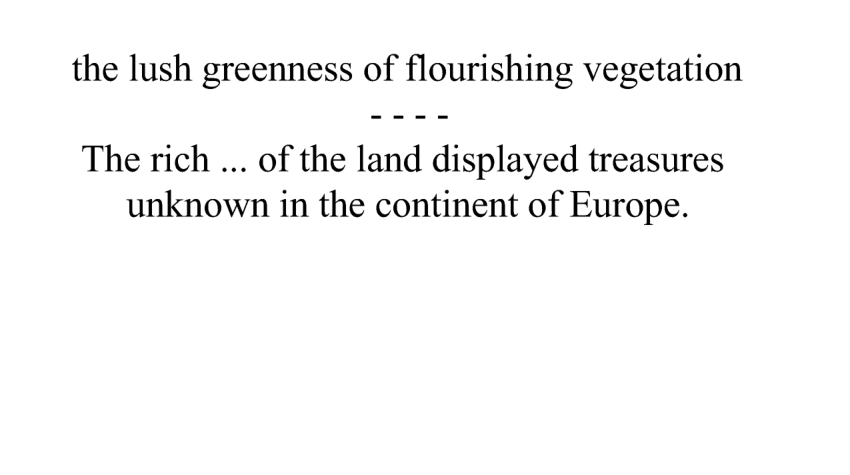 the lush greenness of flourishing vegetation
- - - -
The rich ... of the land displayed treasures
unknown in the continent of Europe.